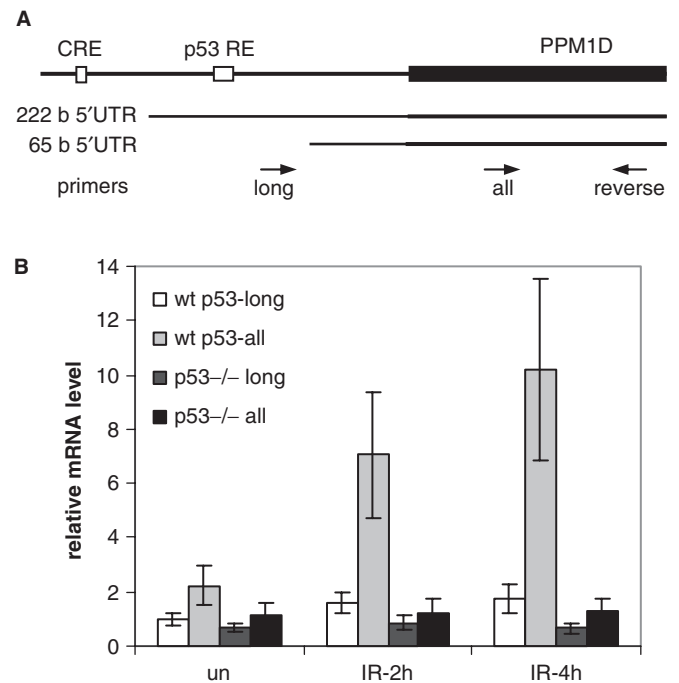 A
CRE p53 RE PPM1D
222 b 5′UTR
65 b 5′UTR
primers long all reverse
B
relative mRNA level
14
12
10
8
6
4
2
0
wt p53-long
wt p53-all
p53−/− long
p53−/− all
un IR-2h IR-4h